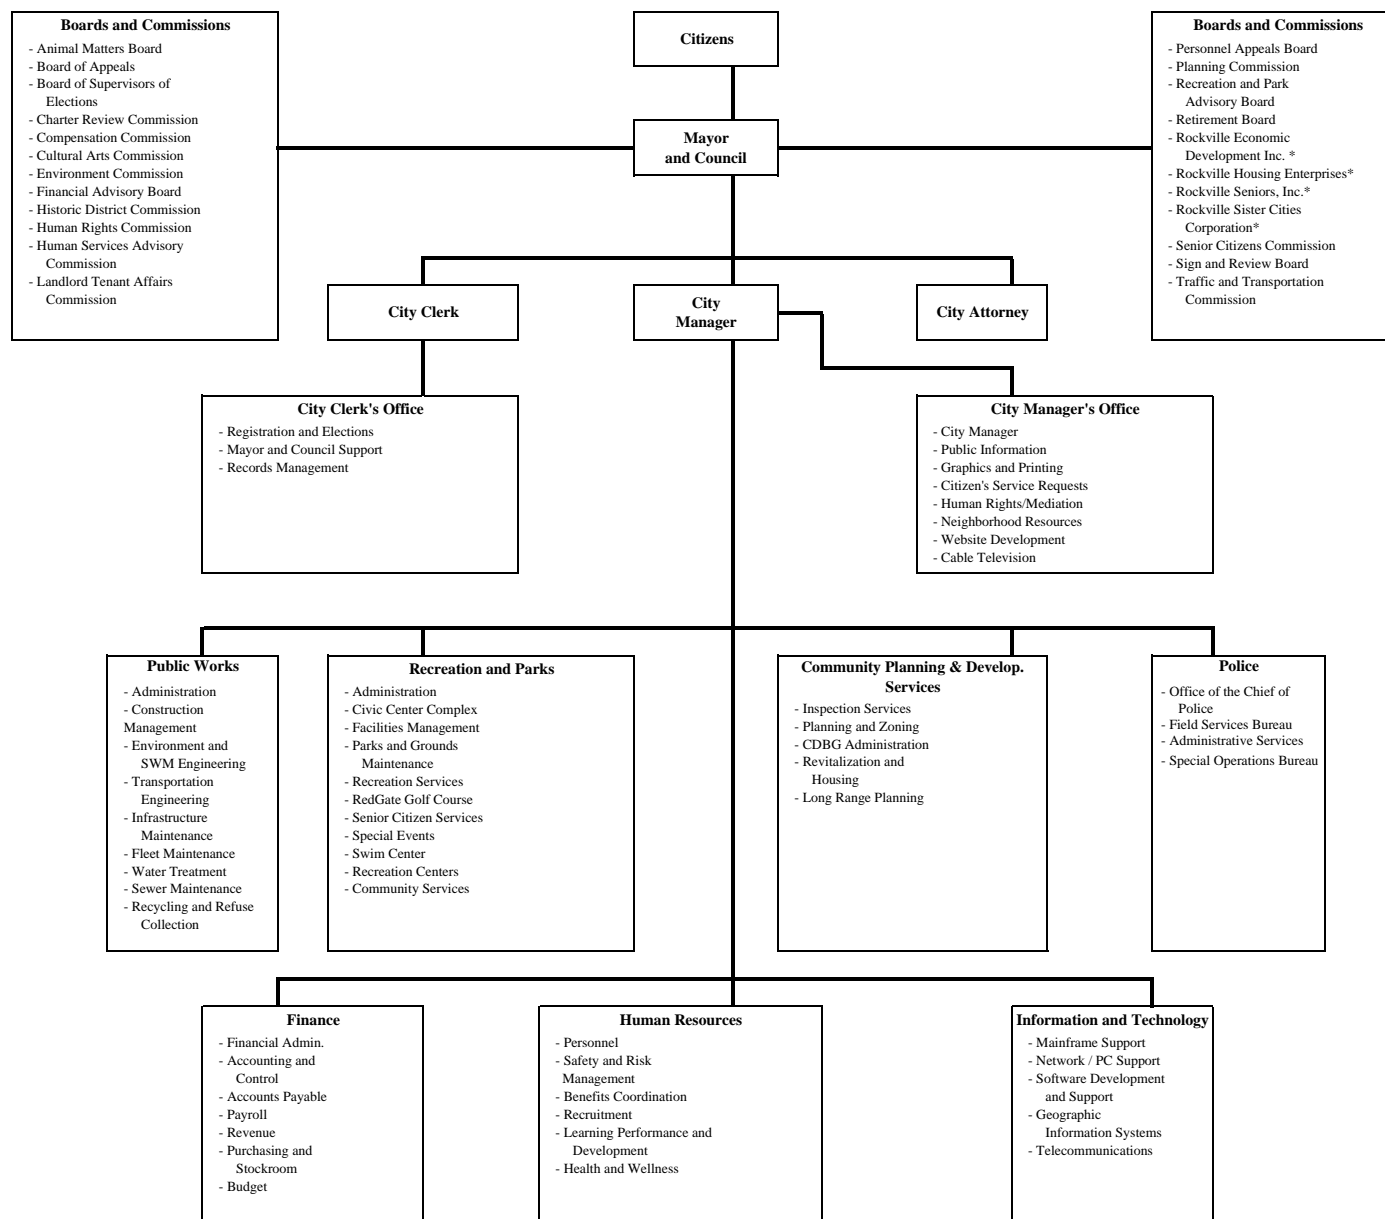 Boards and Commissions
- Animal Matters Board
- Board of Appeals
- Board of Supervisors of
Elections
- Charter Review Commission
- Compensation Commission
- Cultural Arts Commission
- Environment Commission
- Financial Advisory Board
- Historic District Commission
- Human Rights Commission
- Human Services Advisory
Commission
- Landlord Tenant Affairs
Commission
Citizens
Mayor
and Council
Boards and Commissions
- Personnel Appeals Board
- Planning Commission
- Recreation and Park
Advisory Board
- Retirement Board
- Rockville Economic
Development Inc. *
- Rockville Housing Enterprises*
- Rockville Seniors, Inc.*
- Rockville Sister Cities
Corporation*
- Senior Citizens Commission
- Sign and Review Board
- Traffic and Transportation
Commission
City Clerk
City
Manager
City Attorney
City Clerk's Office
- Registration and Elections
- Mayor and Council Support
- Records Management
City Manager's Office
- City Manager
- Public Information
- Graphics and Printing
- Citizen's Service Requests
- Human Rights/Mediation
- Neighborhood Resources
- Website Development
- Cable Television
Public Works
- Administration
- Construction
Management
- Environment and
SWM Engineering
- Transportation
Engineering
- Infrastructure
Maintenance
- Fleet Maintenance
- Water Treatment
- Sewer Maintenance
- Recycling and Refuse
Collection
Recreation and Parks
- Administration
- Civic Center Complex
- Facilities Management
- Parks and Grounds
Maintenance
- Recreation Services
- RedGate Golf Course
- Senior Citizen Services
- Special Events
- Swim Center
- Recreation Centers
- Community Services
Community Planning & Develop.
Services
- Inspection Services
- Planning and Zoning
- CDBG Administration
- Revitalization and
Housing
- Long Range Planning
Police
- Office of the Chief of
Police
- Field Services Bureau
- Administrative Services
- Special Operations Bureau
Finance
- Financial Admin.
- Accounting and
Control
- Accounts Payable
- Payroll
- Revenue
- Purchasing and
Stockroom
- Budget
Human Resources
- Personnel
- Safety and Risk
Management
- Benefits Coordination
- Recruitment
- Learning Performance and
Development
- Health and Wellness
Information and Technology
- Mainframe Support
- Network / PC Support
- Software Development
and Support
- Geographic
Information Systems
- Telecommunications